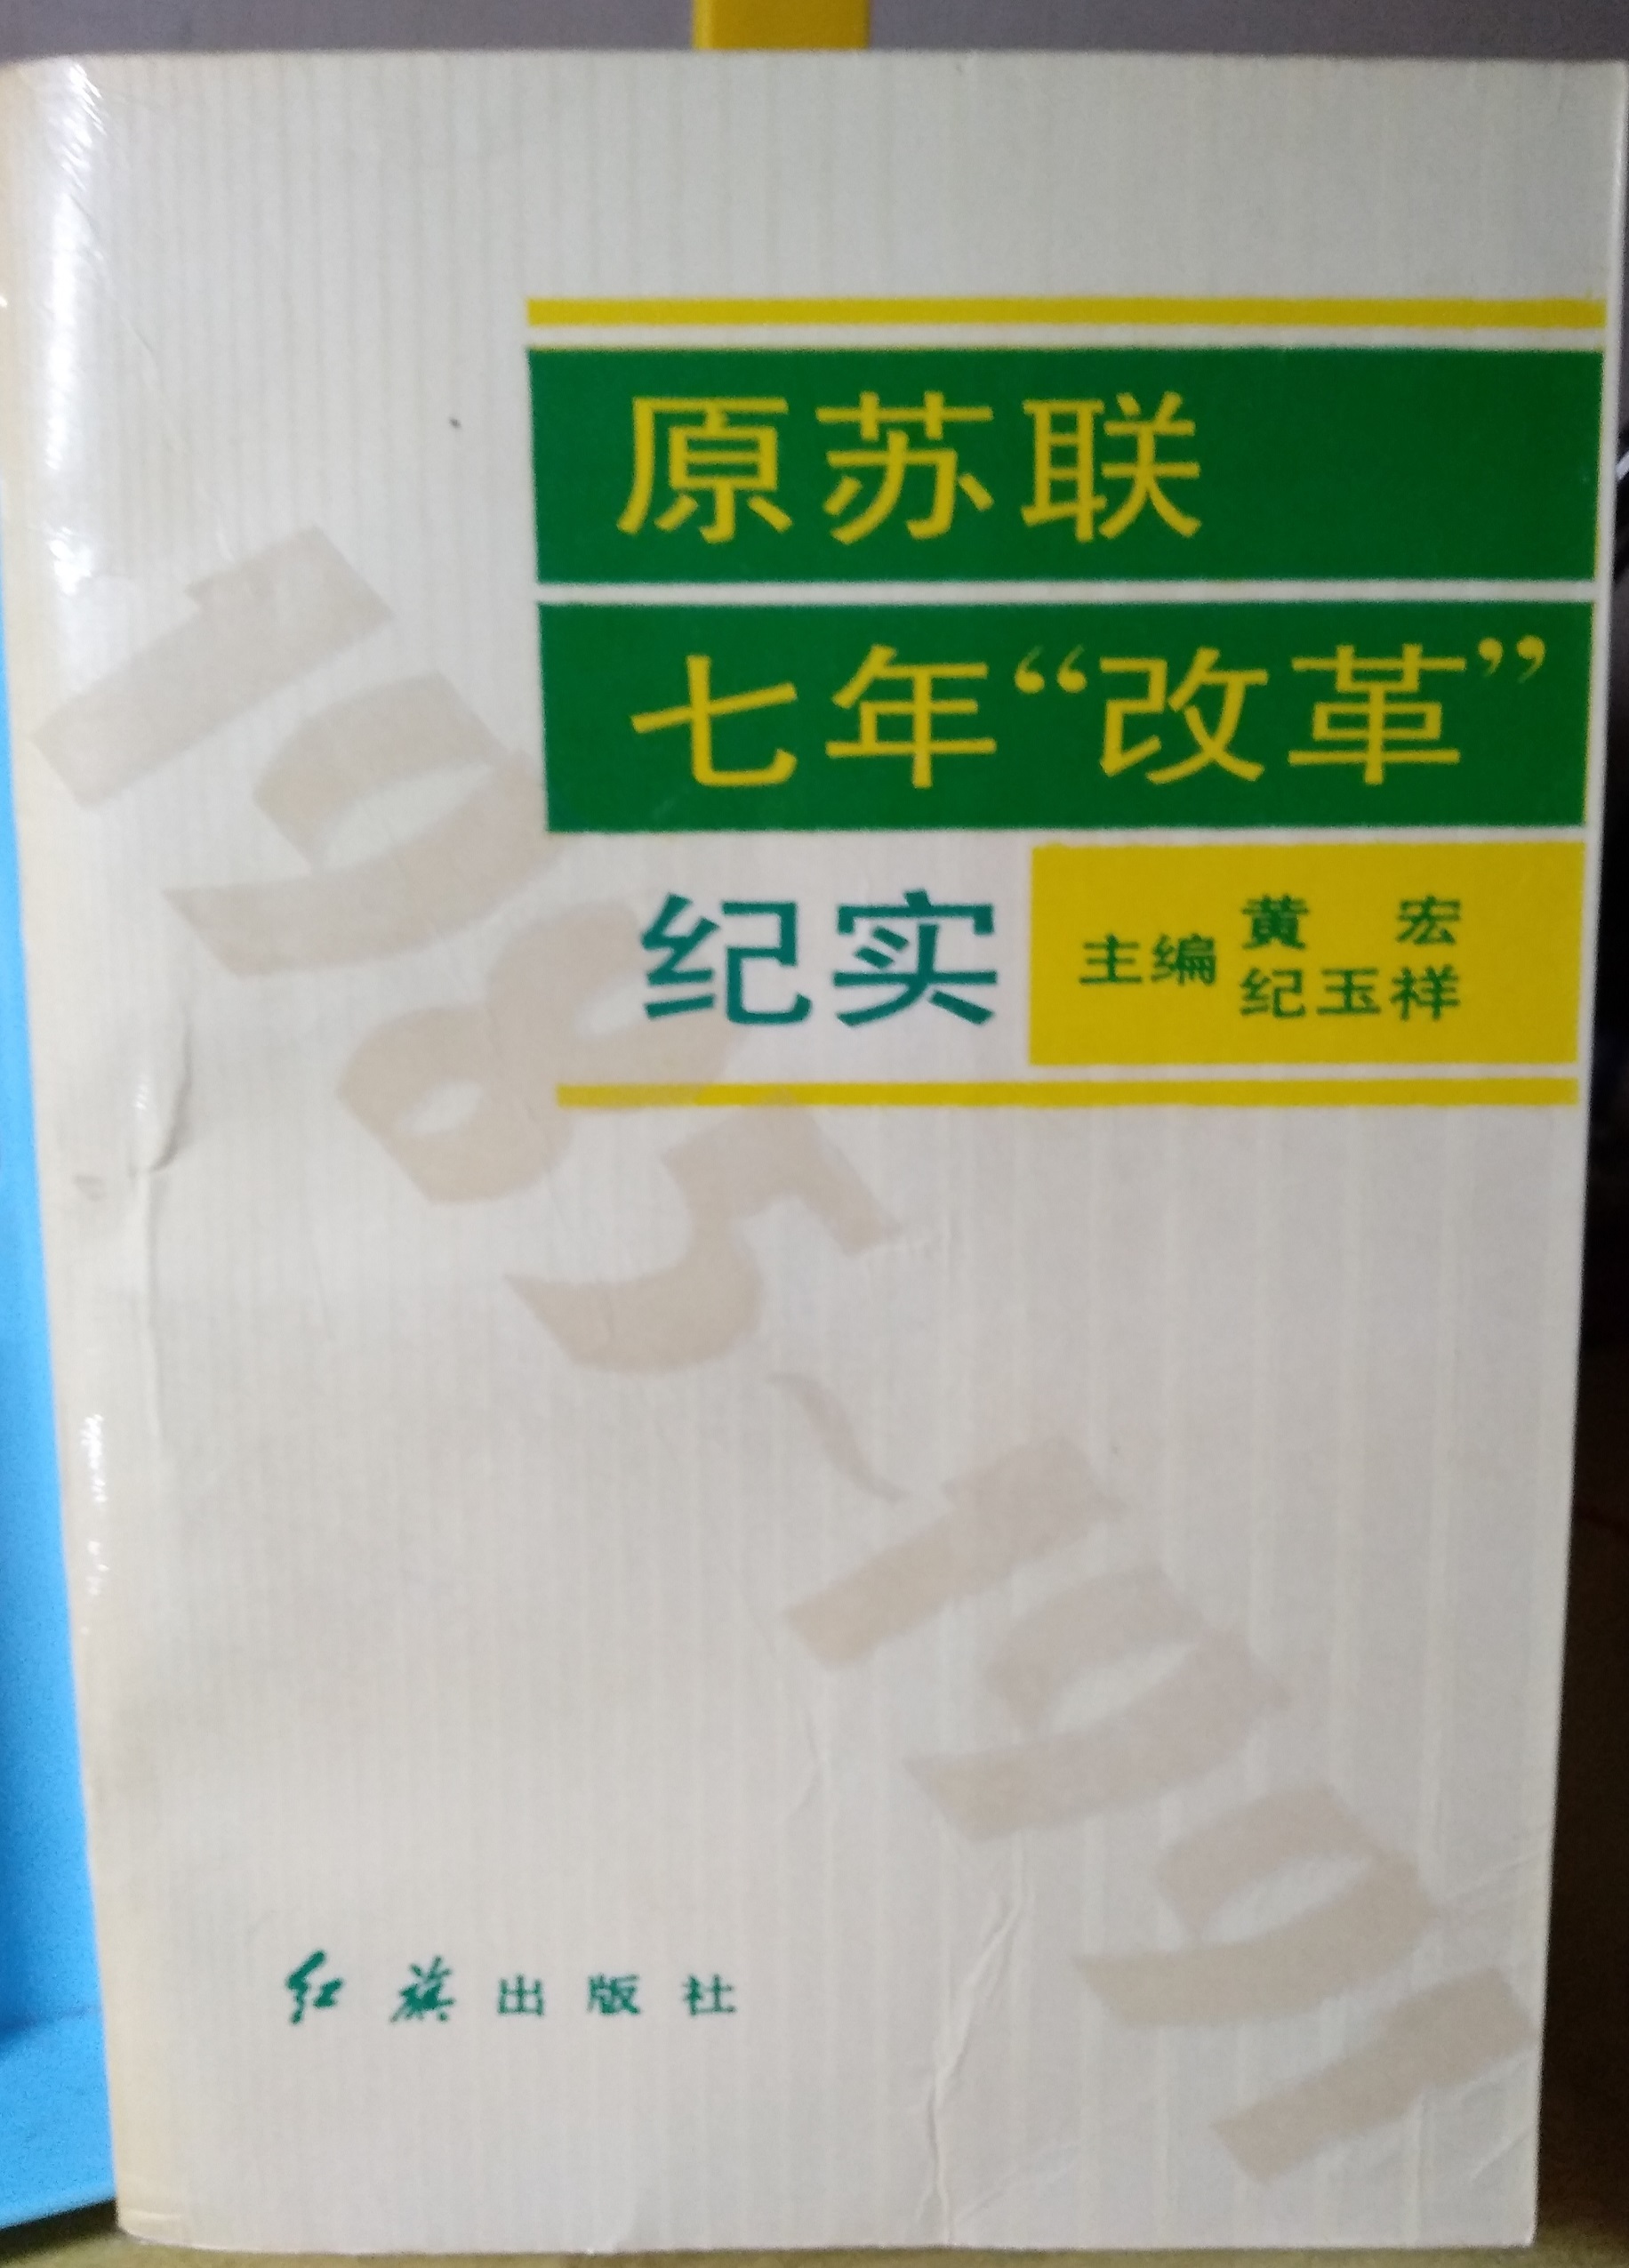 原苏联
七年“改革”
纪实
主编 黄宏
纪玉祥
1985~1991
红旗出版社